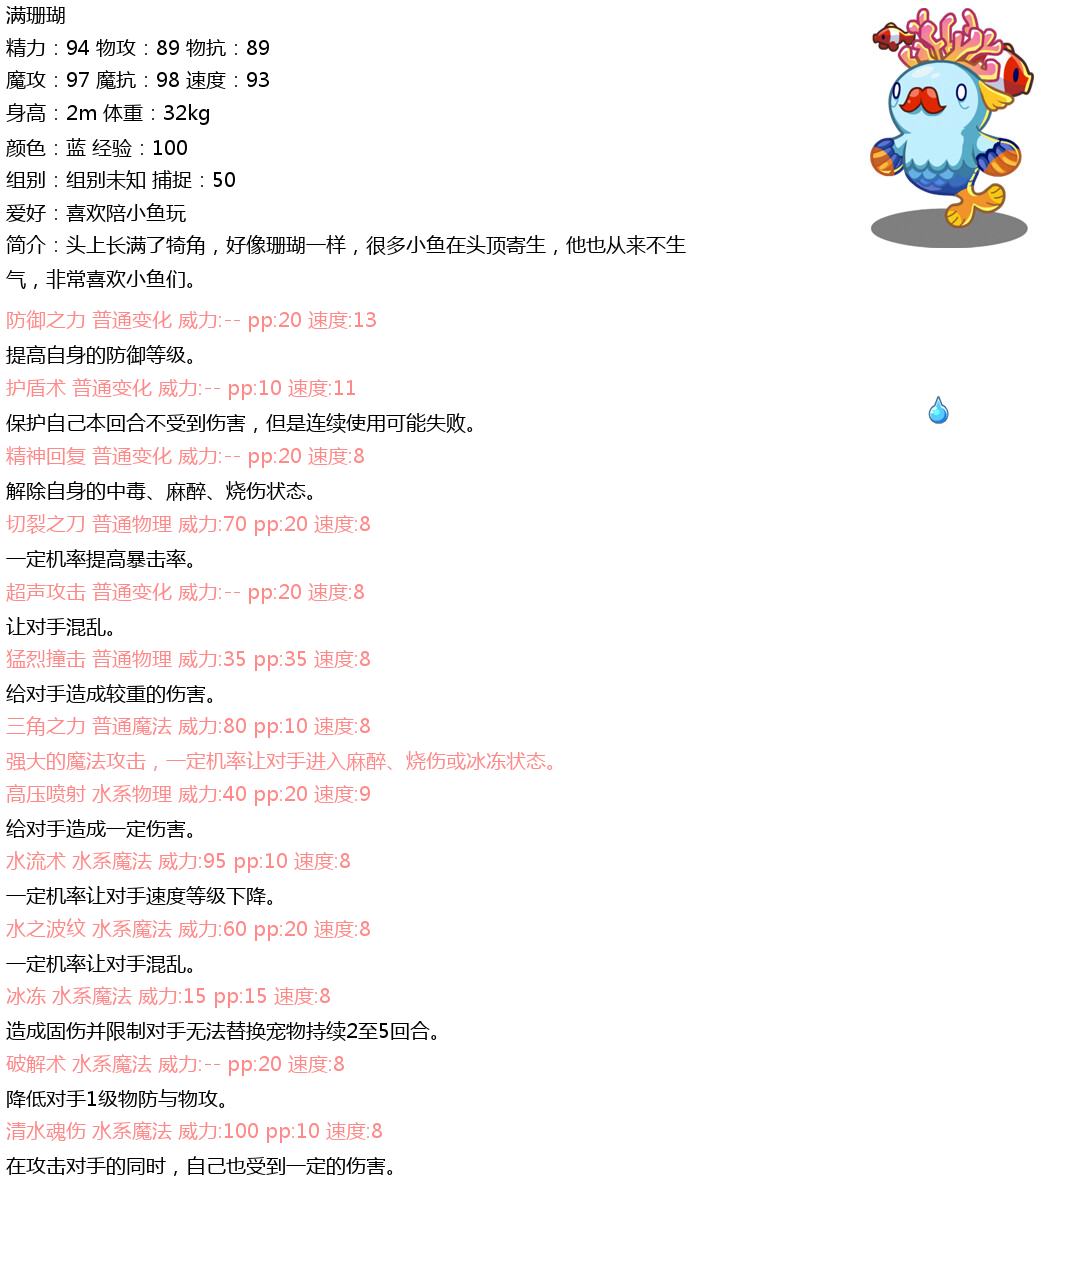 满珊瑚
精力：94 物攻：89 物抗：89
魔攻：97 魔抗：98 速度：93
身高：2m 体重：32kg
颜色：蓝 经验：100
组别：组别未知 捕捉：50
爱好：喜欢陪小鱼玩
简介：头上长满了犄角，好像珊瑚一样，很多小鱼在头顶寄生，他也从来不生
气，非常喜欢小鱼们。
防御之力 普通变化 威力:-- pp:20 速度:13
提高自身的防御等级。
护盾术 普通变化 威力:-- pp:10 速度:11
保护自己本回合不受到伤害，但是连续使用可能失败。
精神回复 普通变化 威力:-- pp:20 速度:8
解除自身的中毒、麻醉、烧伤状态。
切裂之刀 普通物理 威力:70 pp:20 速度:8
一定机率提高暴击率。
超声攻击 普通变化 威力:-- pp:20 速度:8
让对手混乱。
猛烈撞击 普通物理 威力:35 pp:35 速度:8
给对手造成较重的伤害。
三角之力 普通魔法 威力:80 pp:10 速度:8
强大的魔法攻击，一定机率让对手进入麻醉、烧伤或冰冻状态。
高压喷射 水系物理 威力:40 pp:20 速度:9
给对手造成一定伤害。
水流术 水系魔法 威力:95 pp:10 速度:8
一定机率让对手速度等级下降。
水之波纹 水系魔法 威力:60 pp:20 速度:8
一定机率让对手混乱。
冰冻 水系魔法 威力:15 pp:15 速度:8
造成固伤并限制对手无法替换宠物持续2至5回合。
破解术 水系魔法 威力:-- pp:20 速度:8
降低对手1级物防与物攻。
清水魂伤 水系魔法 威力:100 pp:10 速度:8
在攻击对手的同时，自己也受到一定的伤害。